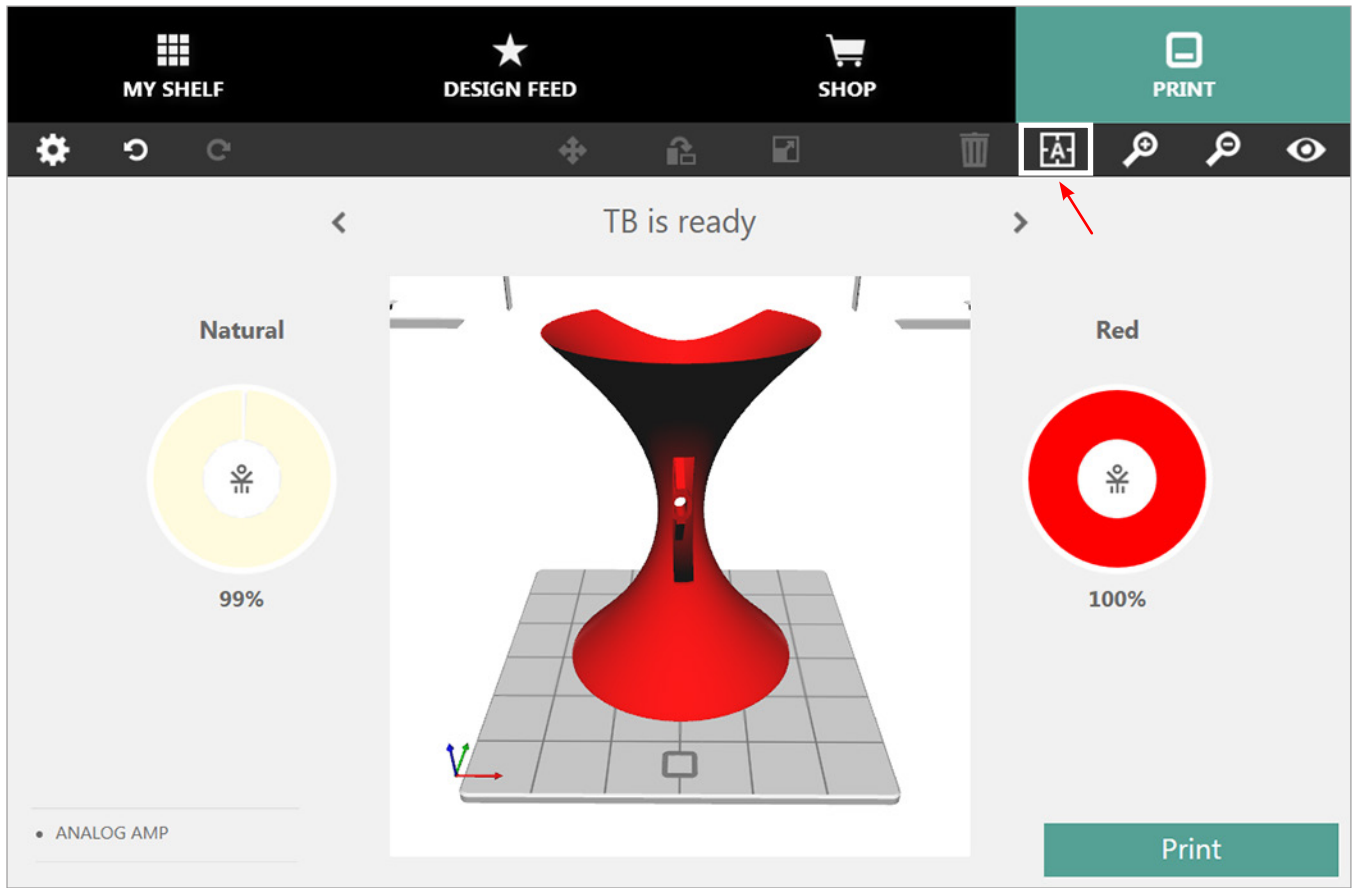 MY SHELF
DESIGN FEED
SHOP
PRINT
A
TB is ready
Natural
Red
99%
100%
• ANALOG AMP
Print